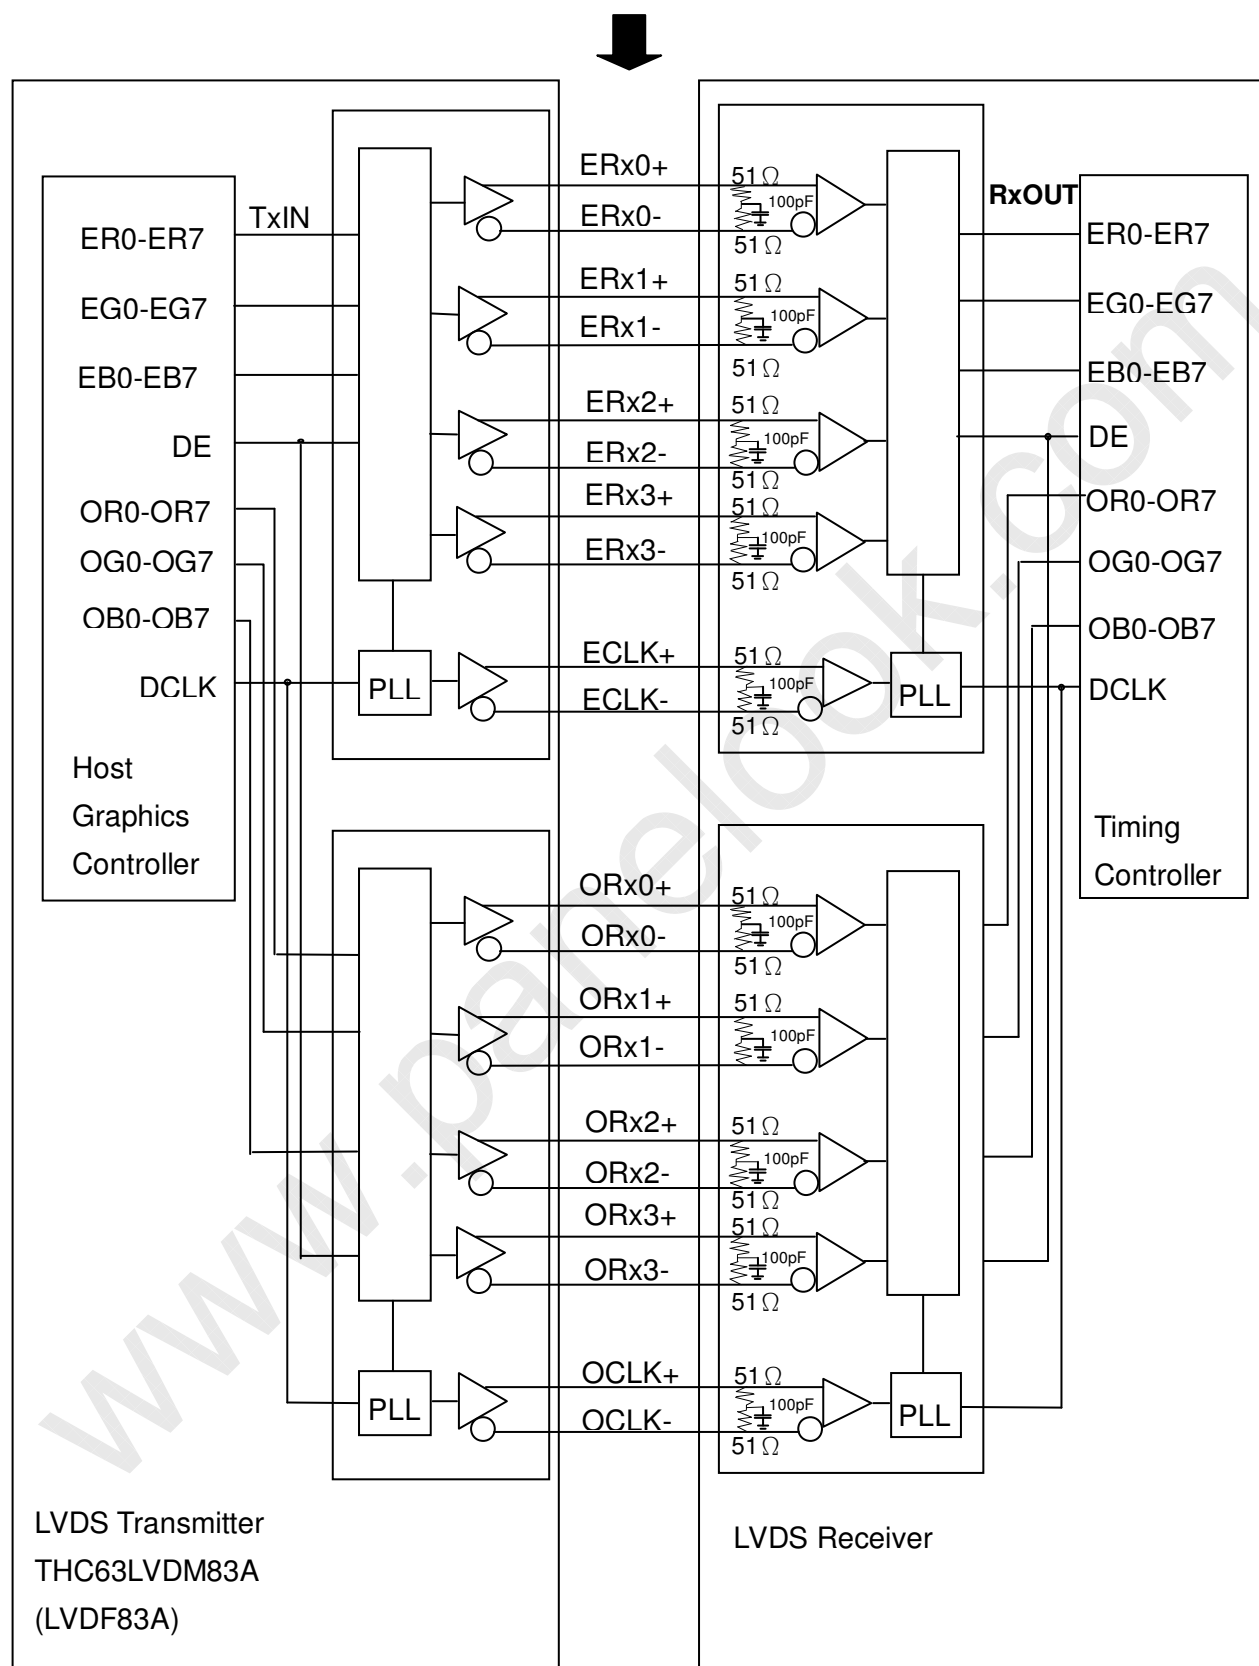 TxIN
ER0-ER7
EG0-EG7
EB0-EB7
DE
OR0-OR7
OG0-OG7
OB0-OB7
DCLK
Host
Graphics
Controller
PLL
PLL
ERx0+
ERx0-
ERx1+
ERx1-
ERx2+
ERx2-
ERx3+
ERx3-
ECLK+
ECLK-
ORx0+
ORx0-
ORx1+
ORx1-
ORx2+
ORx2-
ORx3+
ORx3-
OCLK+
OCLK-
51Ω
100pF
51Ω
51Ω
100pF
51Ω
51Ω
100pF
51Ω
51Ω
100pF
51Ω
51Ω
100pF
51Ω
51Ω
100pF
51Ω
51Ω
100pF
51Ω
51Ω
100pF
51Ω
51Ω
100pF
51Ω
51Ω
100pF
51Ω
PLL
PLL
RxOUT
ER0-ER7
EG0-EG7
EB0-EB7
DE
OR0-OR7
OG0-OG7
OB0-OB7
DCLK
Timing
Controller
LVDS Transmitter
THC63LVDM83A
(LVDF83A)
LVDS Receiver
www.panelook.com